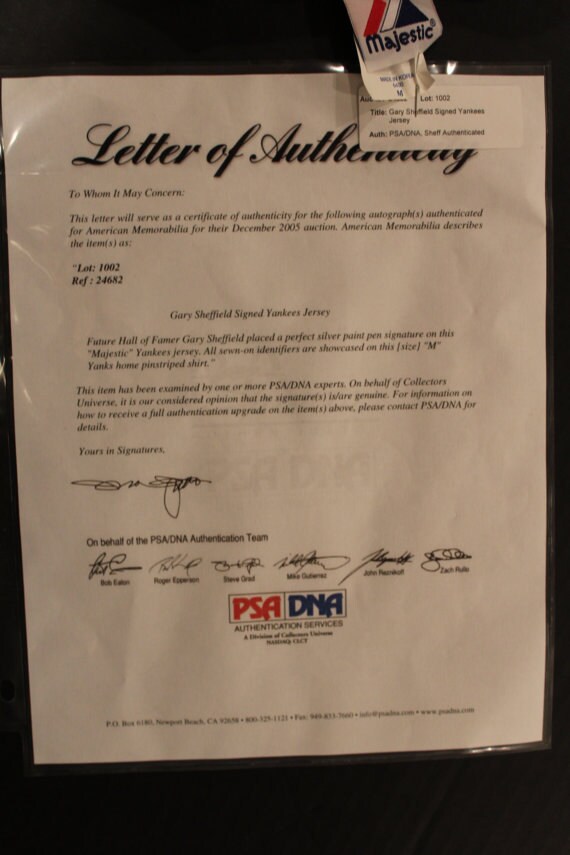 Majestic®
MADE IN KOREA
M
Lot: 1002
Title: Gary Sheffield Signed Yankees
Jersey
Auth: PSA/DNA, Sheff Authenticated
Letter of Authenticity
To Whom It May Concern:
This letter will serve as a certificate of authenticity for the following autograph(s) authenticated
for American Memorabilia for their December 2005 auction. American Memorabilia describes
the item(s) as:
"Lot: 1002
Ref : 24682
Gary Sheffield Signed Yankees Jersey
Future Hall of Famer Gary Sheffield placed a perfect silver paint pen signature on this
"Majestic" Yankees jersey. All sewn-on identifiers are showcased on this [size] "M"
Yanks home pinstriped shirt."
This item has been examined by one or more PSA/DNA experts. On behalf of Collectors
Universe, it is our considered opinion that the signature(s) is/are genuine. For information on
how to receive a full authentication upgrade on the item(s) above, please contact PSA/DNA for
details.
Yours in Signatures,
On behalf of the PSA/DNA Authentication Team
Bob Eaton Roger Epperson Steve Grad Mike Gutierrez John Reznikoff Zach Rullo
PSA DNA
AUTHENTICATION SERVICES
A Division of Collectors Universe
NASDAQ: CLCT
P.O. Box 6180, Newport Beach, CA 92658 • 800-325-1121 • Fax: 949-833-7660 • info@psadna.com • www.psadna.com